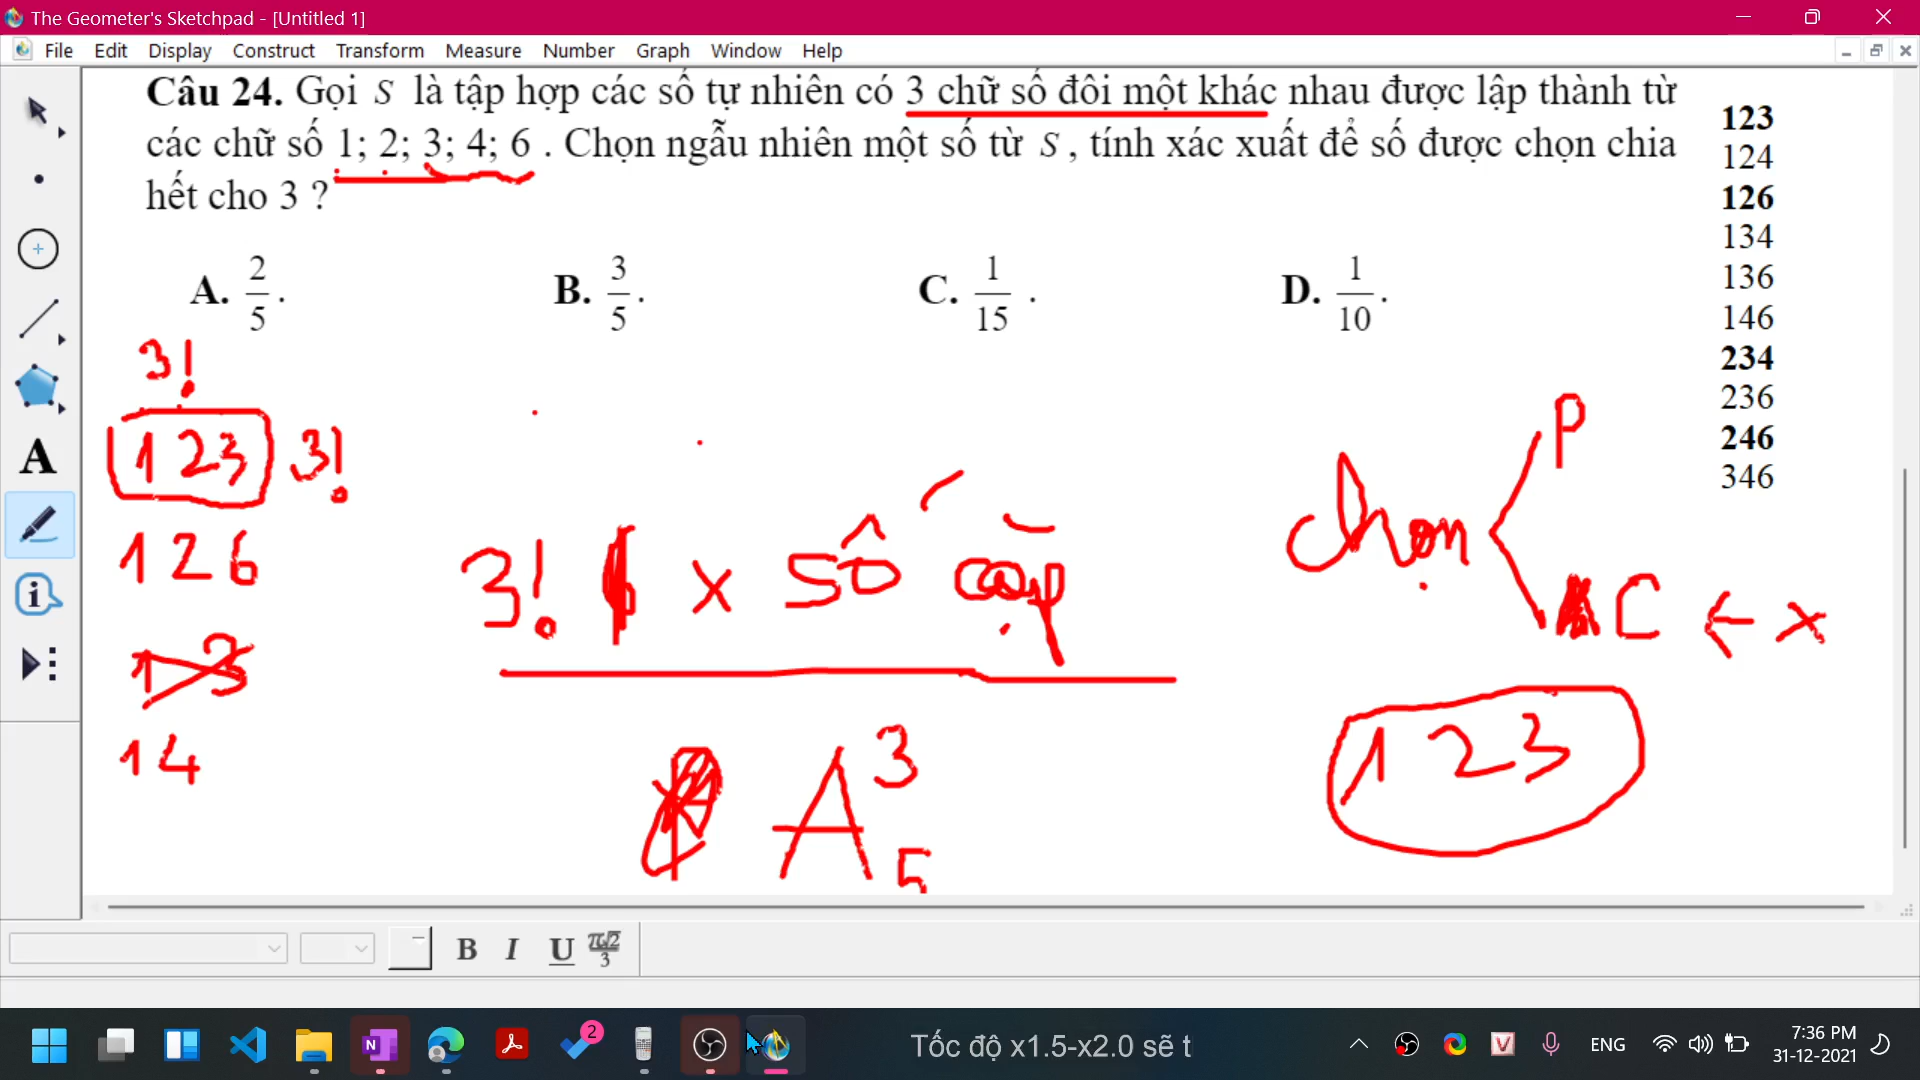 The Geometer's Sketchpad - [Untitled 1]
File Edit Display Construct Transform Measure Number Graph Window Help
Câu 24. Gọi S là tập hợp các số tự nhiên có 3 chữ số đôi một khác nhau được lập thành từ
các chữ số 1; 2; 3; 4; 6 . Chọn ngẫu nhiên một số từ S, tính xác xuất để số được chọn chia
hết cho 3 ?
A. 2/5 .
B. 3/5 .
C. 1/15 .
D. 1/10 .
123
124
126
134
136
146
234
236
246
346
3!
123 3!
126
13
14
3! x số cặp
A 3 5
chọn
P
C ← x
123
A
B I U
Tốc độ x1.5-x2.0 sẽ t
2
ENG
7:36 PM
31-12-2021